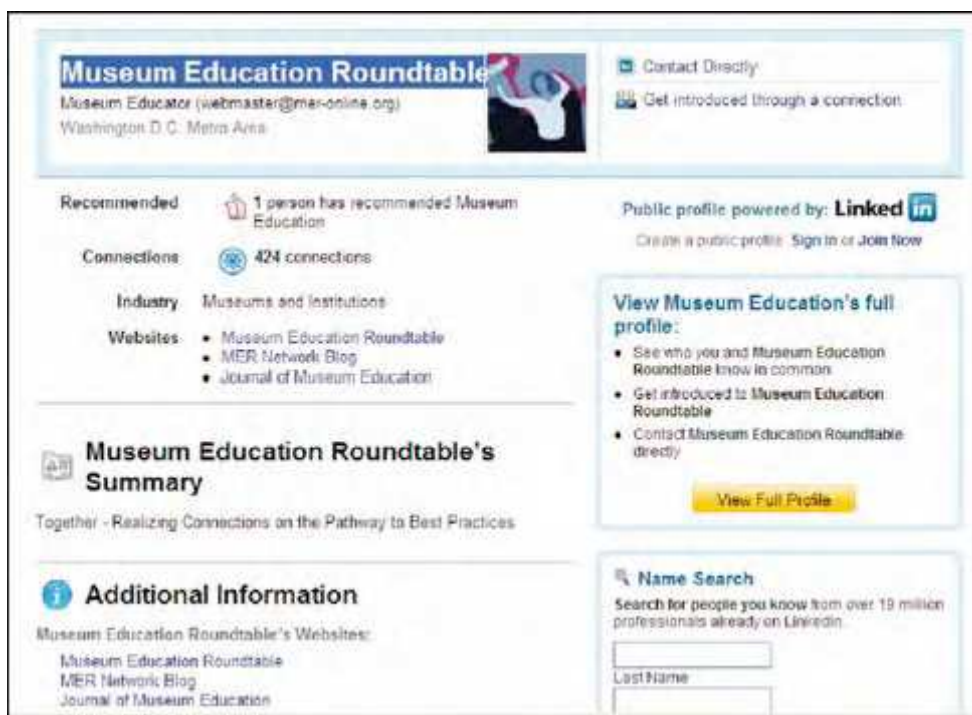 Museum Education Roundtable
Museum Educator (webmaster@mer-online.org)
Washington D.C. Metro Area
Contact Directly
Get introduced through a connection
Recommended
1 person has recommended Museum
Education
Connections
424 connections
Industry
Museums and Institutions
Websites
• Museum Education Roundtable
• MER Network Blog
• Journal of Museum Education
Museum Education Roundtable's
Summary
Together - Realizing Connections on the Pathway to Best Practices
Additional Information
Museum Education Roundtable's Websites:
Museum Education Roundtable
MER Network Blog
Journal of Museum Education
Public profile powered by: Linked in
Create a public profile: Sign In or Join Now
View Museum Education's full
profile:
• See who you and Museum Education
Roundtable know in common
• Get introduced to Museum Education
Roundtable
• Contact Museum Education Roundtable
directly
View Full Profile
Name Search
Search for people you know from over 19 million
professionals already on LinkedIn.
Last Name